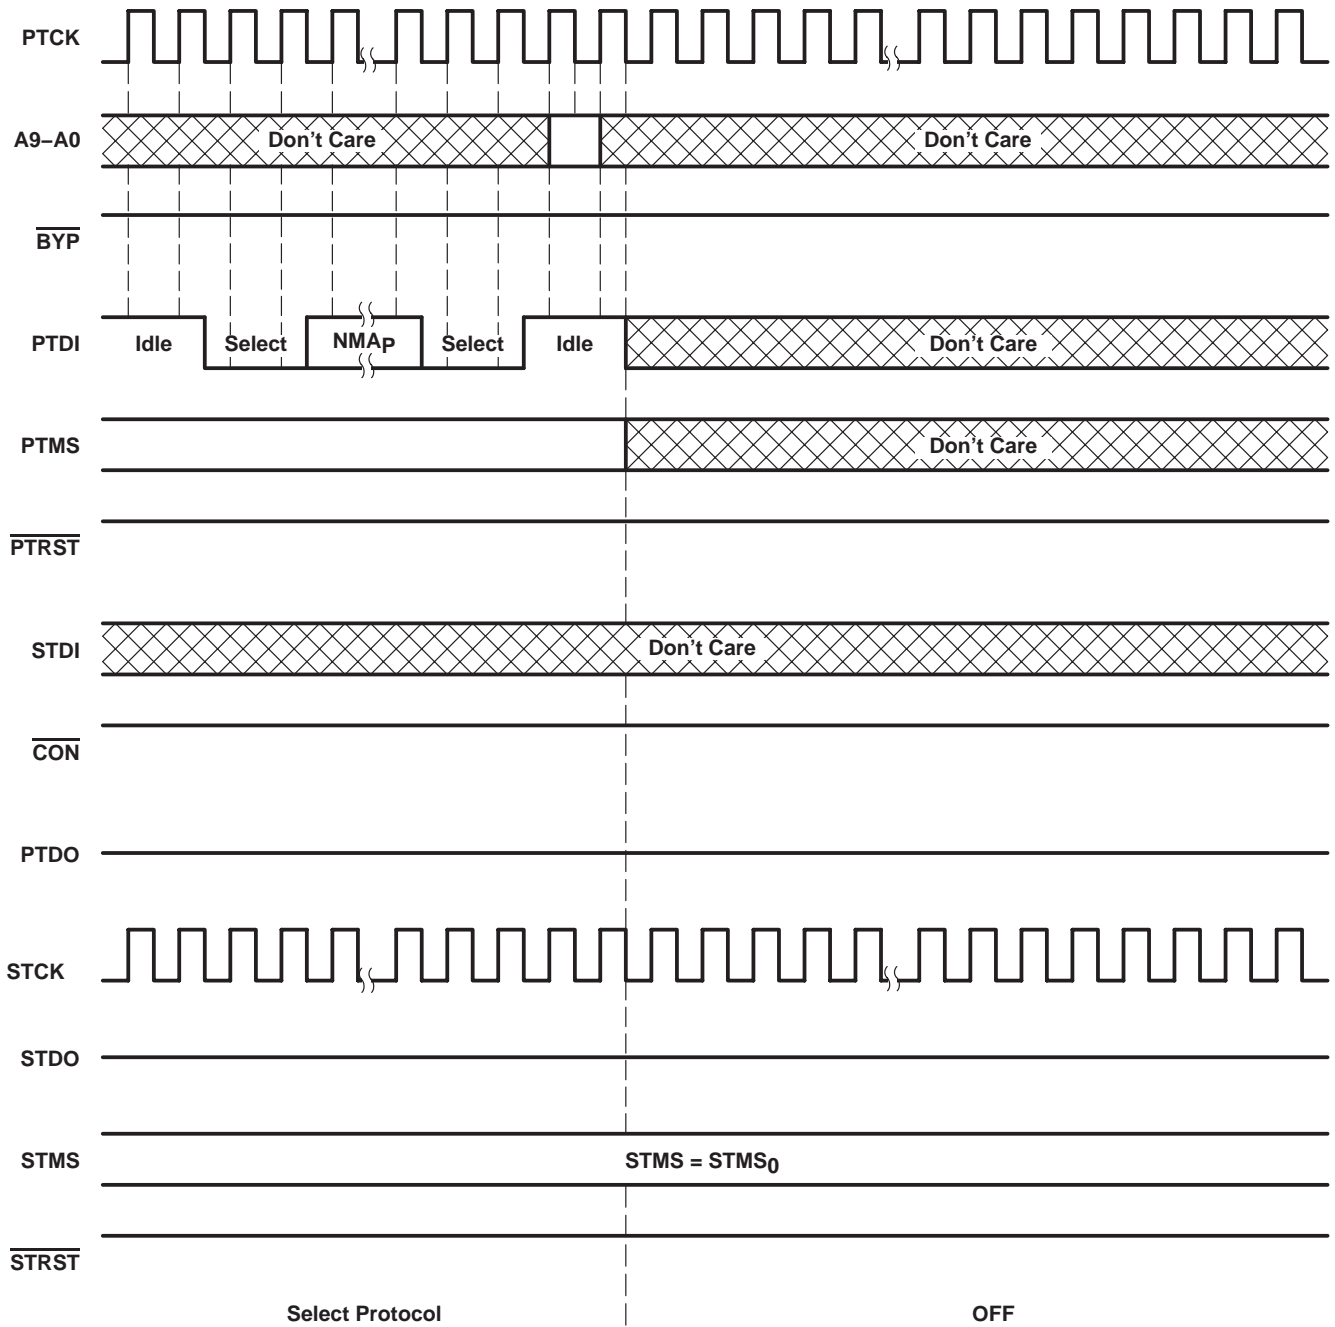 PTCK
A9–A0
Don't Care
Don't Care
BYP
PTDI
Idle
Select
NMAP
Select
Idle
Don't Care
PTMS
Don't Care
PTRST
STDI
Don't Care
CON
PTDO
STCK
STDO
STMS
STMS = STMS0
STRST
Select Protocol
OFF